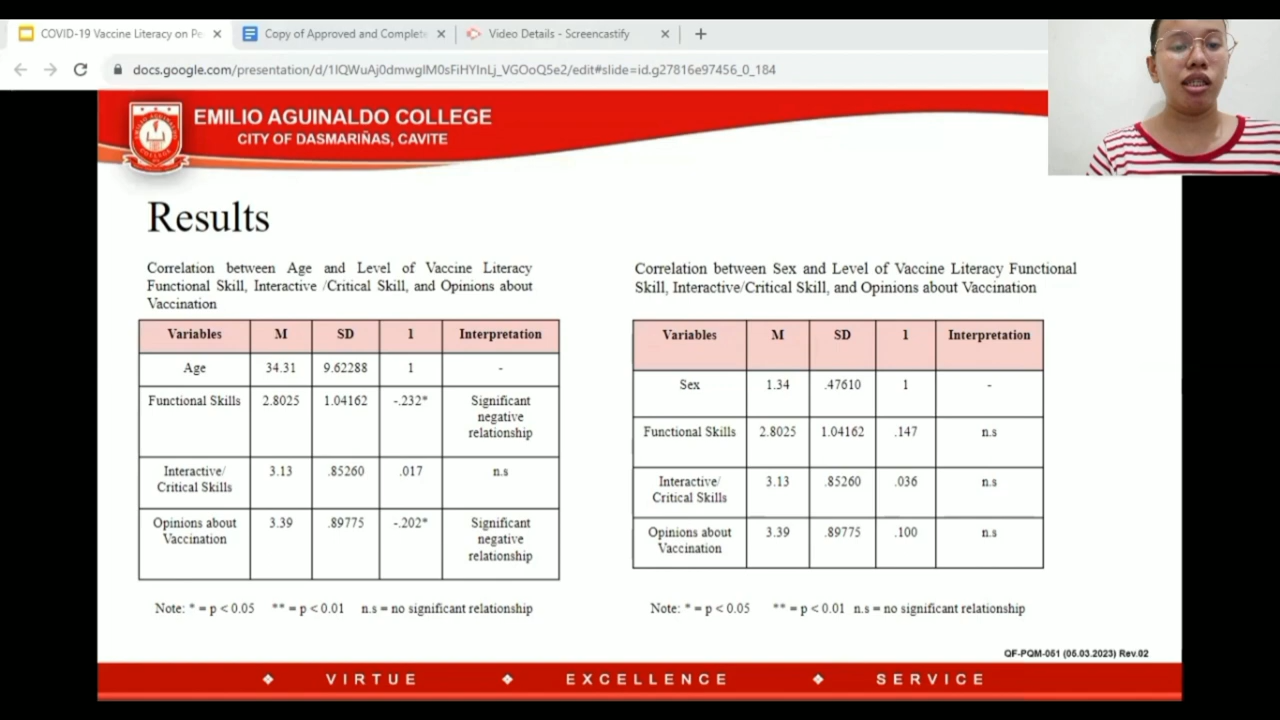 COVID-19 Vaccine Literacy on Pe
Copy of Approved and Complete
Video Details - Screencastify
docs.google.com/presentation/d/1IQWuAj0dmwglM0sFiHYInLj_VGOoQ5e2/edit#slide=id.g27816e97456_0_184
EMILIO AGUINALDO COLLEGE
CITY OF DASMARIÑAS, CAVITE
Results
Correlation between Age and Level of Vaccine Literacy
Functional Skill, Interactive /Critical Skill, and Opinions about
Vaccination
Variables M SD 1 Interpretation
Age 34.31 9.62288 1 -
Functional Skills 2.8025 1.04162 -.232* Significant
negative
relationship
Interactive/
Critical Skills 3.13 .85260 .017 n.s
Opinions about
Vaccination 3.39 .89775 -.202* Significant
negative
relationship
Note: * = p < 0.05 ** = p < 0.01 n.s = no significant relationship
Correlation between Sex and Level of Vaccine Literacy Functional
Skill, Interactive/Critical Skill, and Opinions about Vaccination
Variables M SD 1 Interpretation
Sex 1.34 .47610 1 -
Functional Skills 2.8025 1.04162 .147 n.s
Interactive/
Critical Skills 3.13 .85260 .036 n.s
Opinions about
Vaccination 3.39 .89775 .100 n.s
Note: * = p < 0.05 ** = p < 0.01 n.s = no significant relationship
QF-PQM-051 (05.03.2023) Rev.02
VIRTUE EXCELLENCE SERVICE